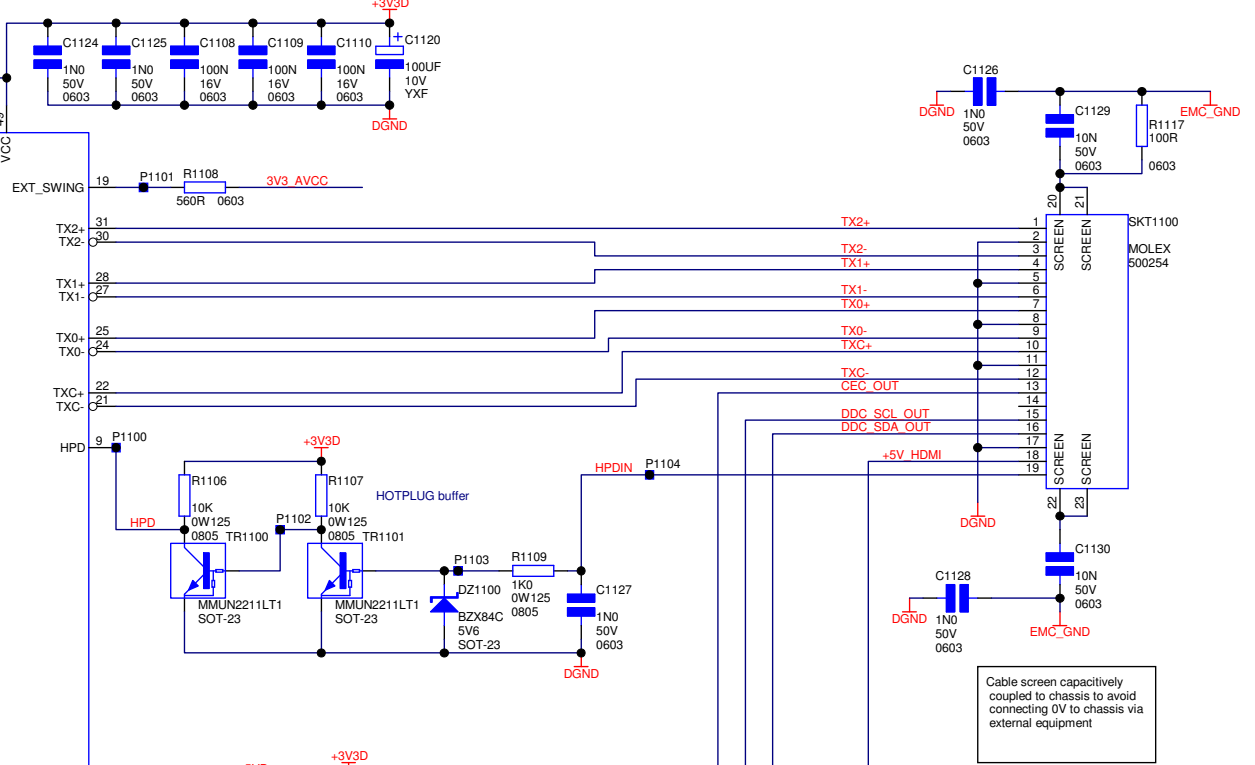 +3V3D
C1124
1N0
50V
0603
C1125
1N0
50V
0603
C1108
100N
16V
0603
C1109
100N
16V
0603
C1110
100N
16V
0603
+
C1120
100UF
10V
YXF
DGND
49
VCC
EXT_SWING
19
P1101
R1108
560R 0603
3V3_AVCC
TX2+
31
TX2-
30
TX1+
28
TX1-
27
TX0+
25
TX0-
24
TXC+
22
TXC-
21
HPD
9
P1100
C1126
DGND
1N0
50V
0603
C1129
10N
50V
0603
R1117
100R
0603
EMC_GND
20
21
SCREEN
SCREEN
SKT1100
MOLEX
500254
TX2+
1
2
TX2-
3
TX1+
4
5
TX1-
6
TX0+
7
8
TX0-
9
TXC+
10
11
TXC-
12
CEC_OUT
13
14
DDC_SCL_OUT
15
DDC_SDA_OUT
16
17
+5V_HDMI
18
HPDIN
P1104
19
SCREEN
SCREEN
22
23
DGND
+3V3D
R1106
10K
0W125
0805
R1107
10K
0W125
0805
HOTPLUG buffer
HPD
P1102
TR1100
MMUN2211LT1
SOT-23
TR1101
MMUN2211LT1
SOT-23
P1103
DZ1100
BZX84C
5V6
SOT-23
R1109
1K0
0W125
0805
C1127
1N0
50V
0603
DGND
C1130
10N
50V
0603
C1128
DGND
1N0
50V
0603
EMC_GND
Cable screen capacitively
coupled to chassis to avoid
connecting 0V to chassis via
external equipment
+3V3D